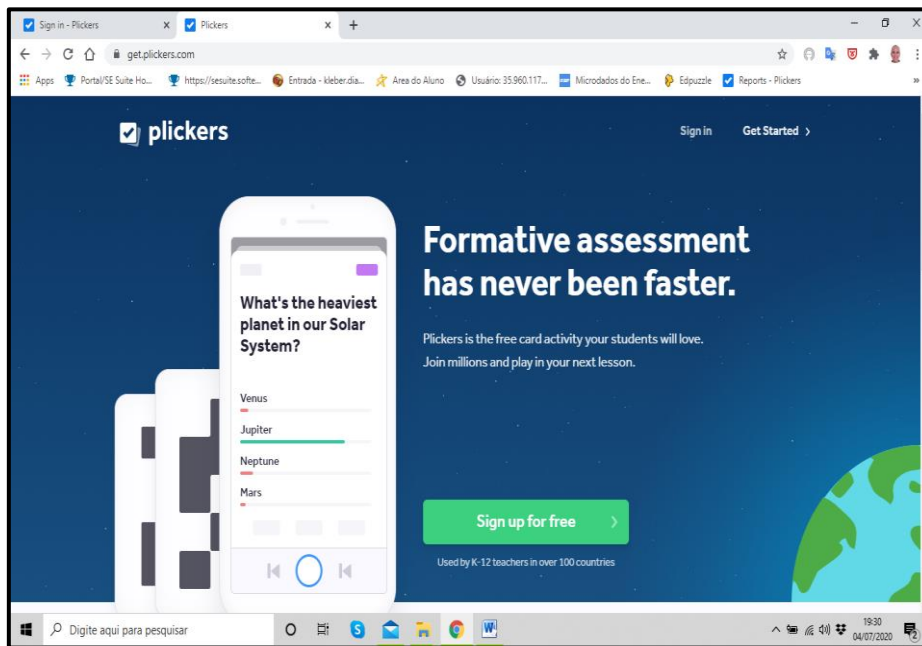 Sign in - Plickers
Plickers
get.plickers.com
Apps
Portal/SE Suite Ho...
https://sesuite.softe...
Entrada - kleber.dia...
Area do Aluno
Usuário: 35.960.117...
Microdados do Ene...
Edpuzzle
Reports - Plickers
plickers
Sign in
Get Started
What's the heaviest
planet in our Solar
System?
Venus
Jupiter
Neptune
Mars
Formative assessment
has never been faster.
Plickers is the free card activity your students will love.
Join millions and play in your next lesson.
Sign up for free
Used by K-12 teachers in over 100 countries
Digite aqui para pesquisar
19:30
04/07/2020